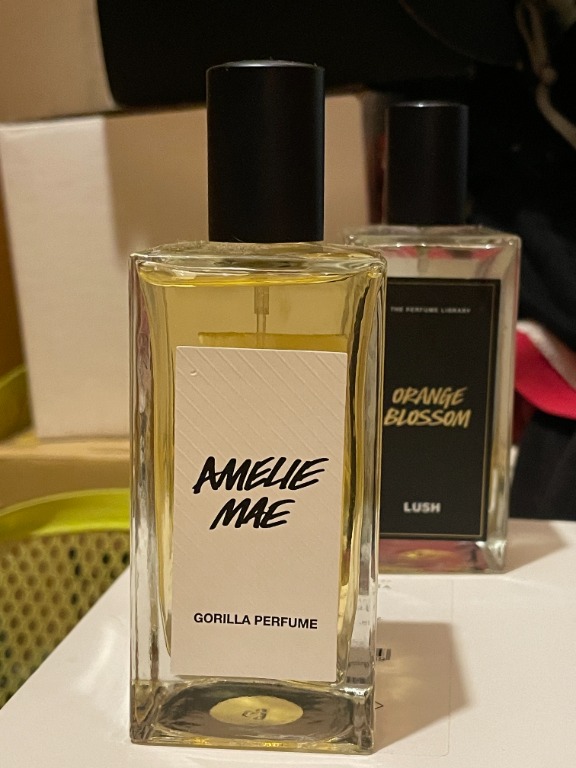 AMELIE
MAE
GORILLA PERFUME
THE PERFUME LIBRARY
ORANGE
BLOSSOM
LUSH